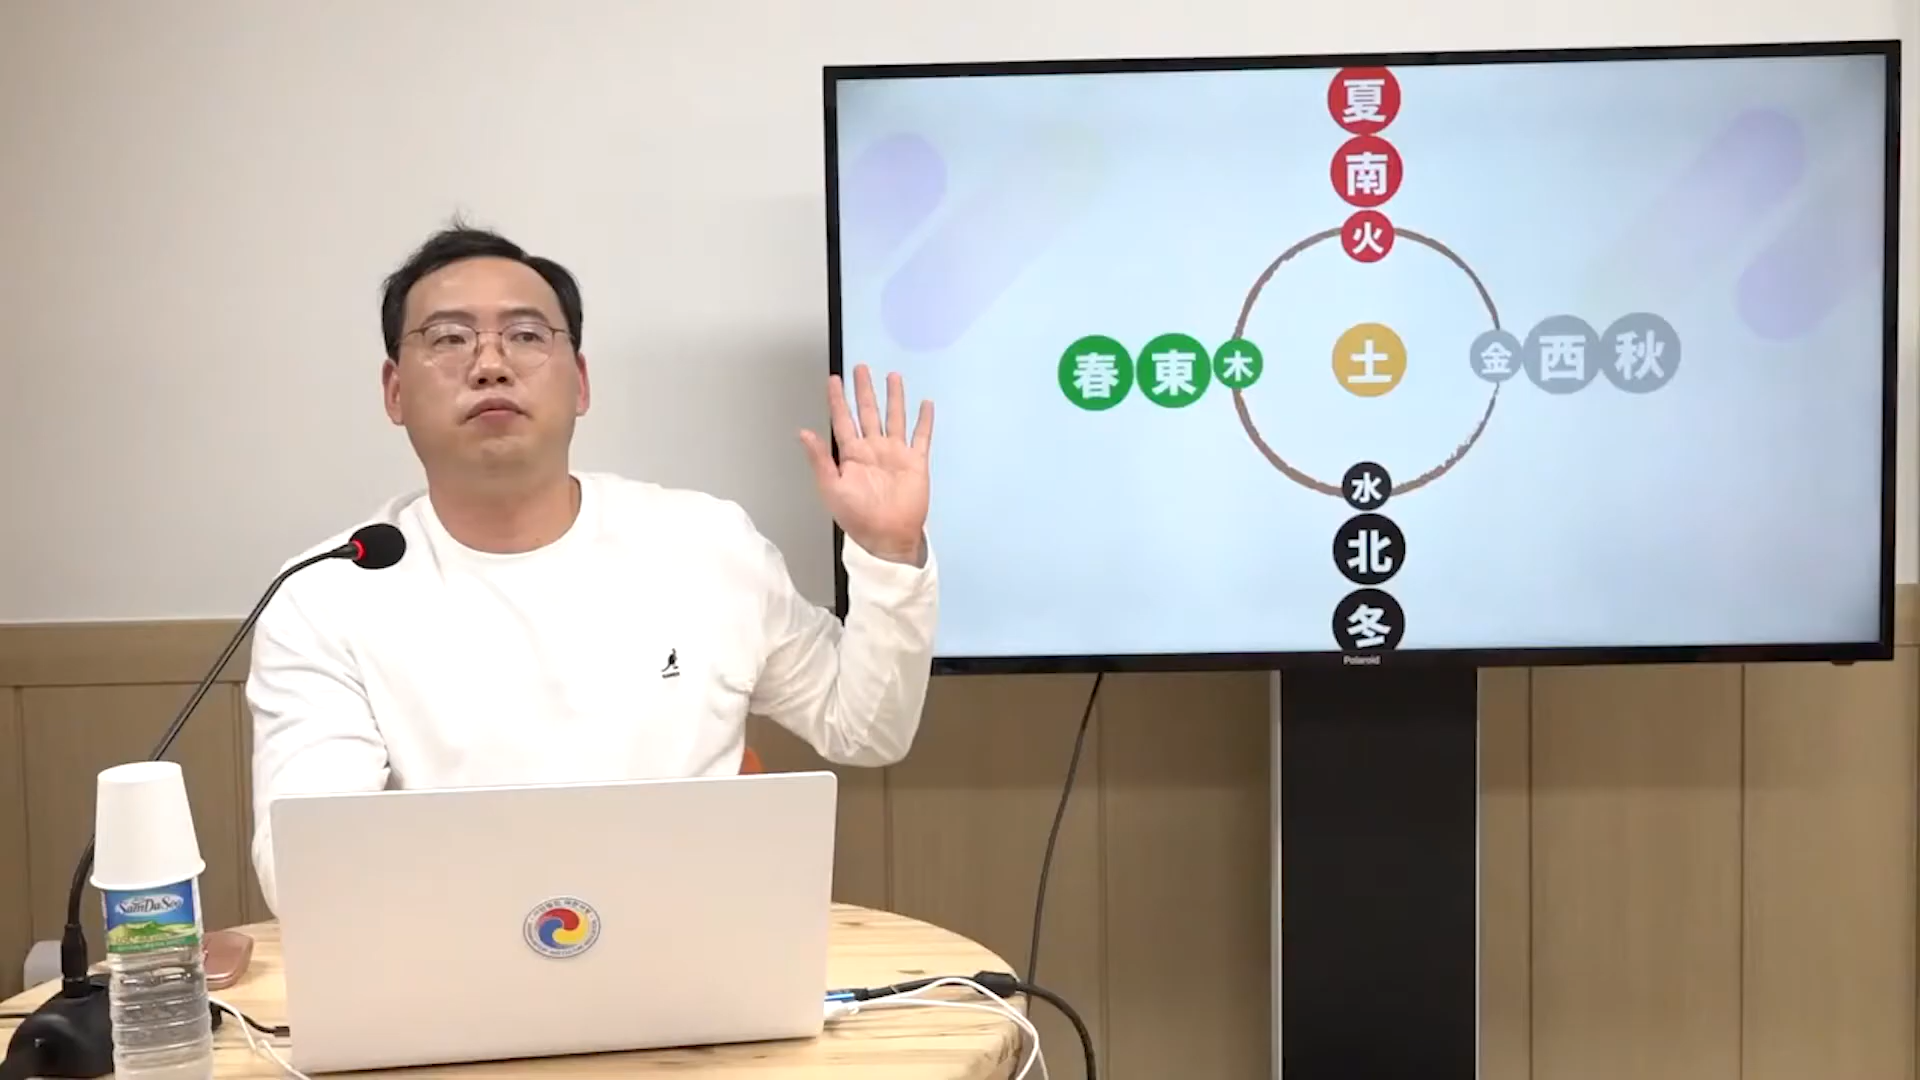 夏
南
火
春 東 木 土 金 西 秋
水
北
冬
Polaroid
SamDaSoo